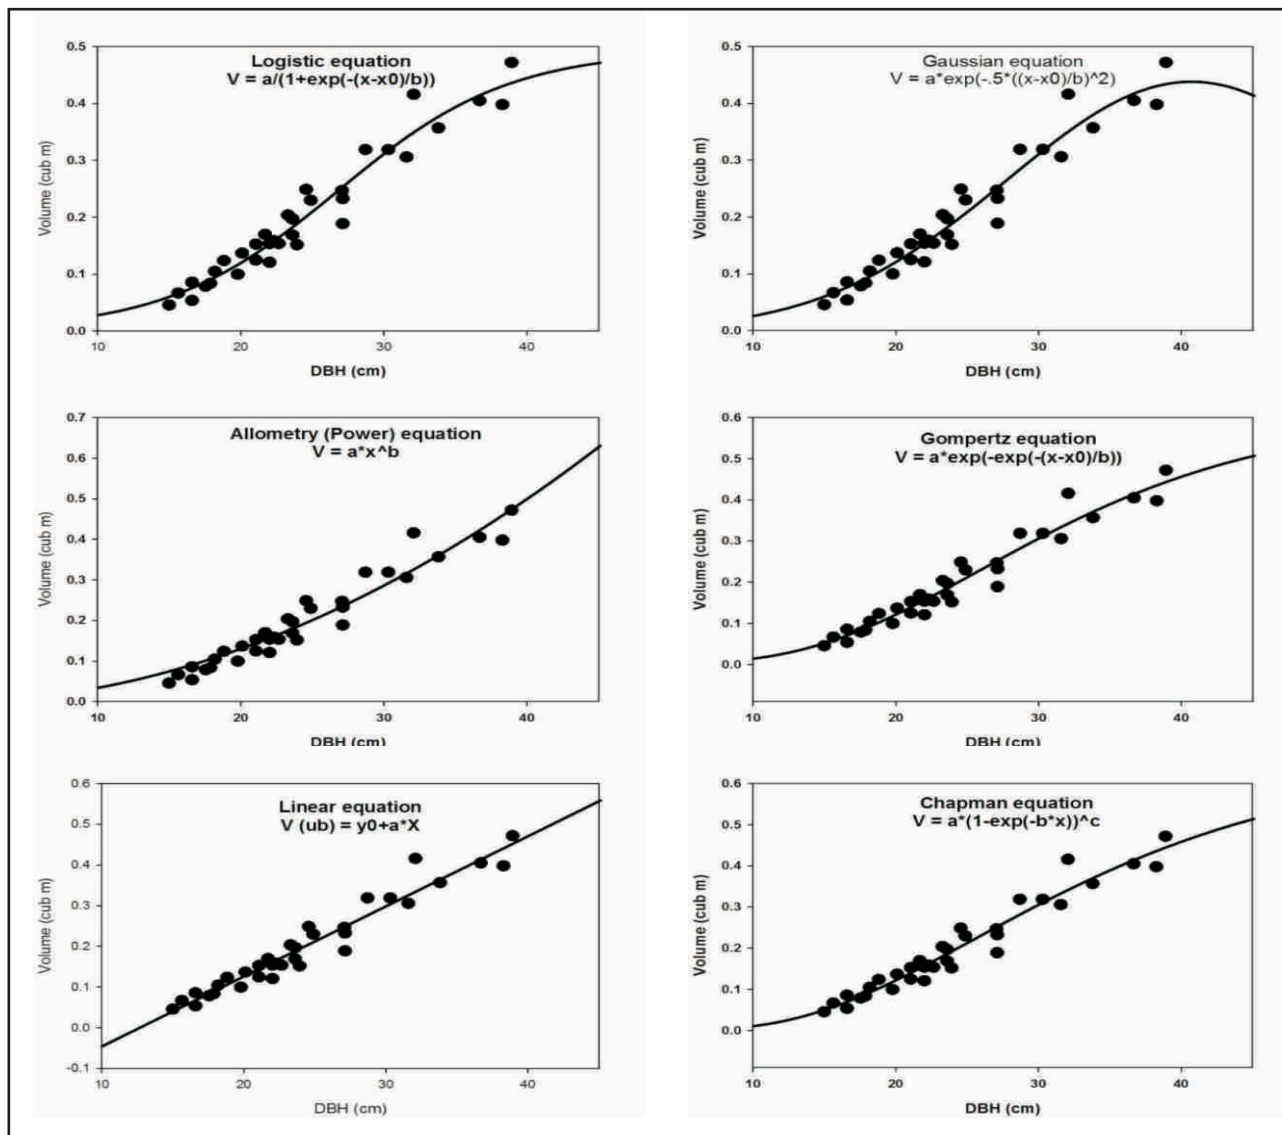 Logistic equation
V = a/(1+exp(-(x-x0)/b))
Volume (cub m)
0.5
0.4
0.3
0.2
0.1
0.0
10 20 30 40
DBH (cm)
Gaussian equation
V = a*exp(-.5*((x-x0)/b)^2)
Volume (cub m)
0.5
0.4
0.3
0.2
0.1
0.0
10 20 30 40
DBH (cm)
Allometry (Power) equation
V = a*x^b
Volume (cub m)
0.7
0.6
0.5
0.4
0.3
0.2
0.1
0.0
10 20 30 40
DBH (cm)
Gompertz equation
V = a*exp(-exp(-(x-x0)/b))
Volume (cub m)
0.6
0.5
0.4
0.3
0.2
0.1
0.0
10 20 30 40
DBH (cm)
Linear equation
V (ub) = y0+a*X
Volume (cub m)
0.6
0.5
0.4
0.3
0.2
0.1
0.0
-0.1
10 20 30 40
DBH (cm)
Chapman equation
V = a*(1-exp(-b*x))^c
Volume (cub m)
0.6
0.5
0.4
0.3
0.2
0.1
0.0
10 20 30 40
DBH (cm)